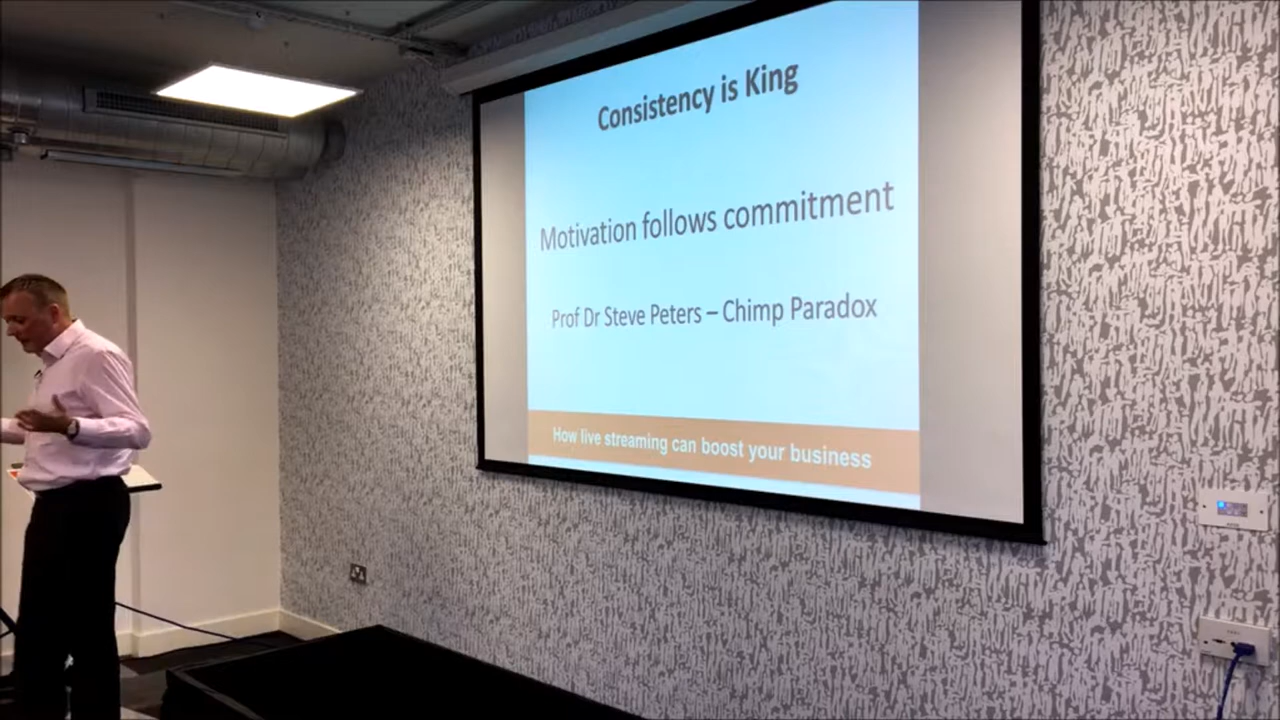 Consistency is King
Motivation follows commitment
Prof Dr Steve Peters – Chimp Paradox
How live streaming can boost your business